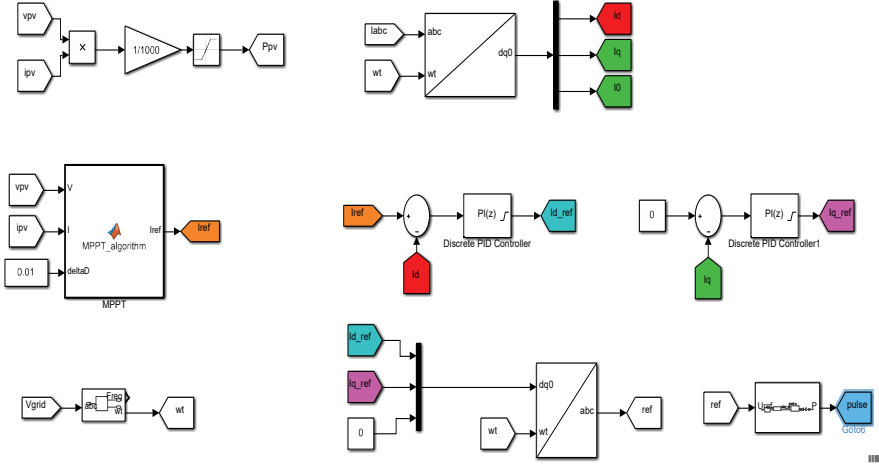 vpv
ipv
×
1/1000
Ppv
Iabc
wt
abc
wt
dq0
Id
Iq
I0
vpv
ipv
0.01
V
I
deltaD
MPPT_algorithm
Iref
MPPT
Iref
Iref
+
−
Id
PI(z)
Discrete PID Controller
Id_ref
0
+
−
Iq
PI(z)
Discrete PID Controller1
Iq_ref
Vgrid
abc
Freq
wt
wt
Id_ref
Iq_ref
0
wt
dq0
wt
abc
ref
ref
Uref
P
pulse
Goto6